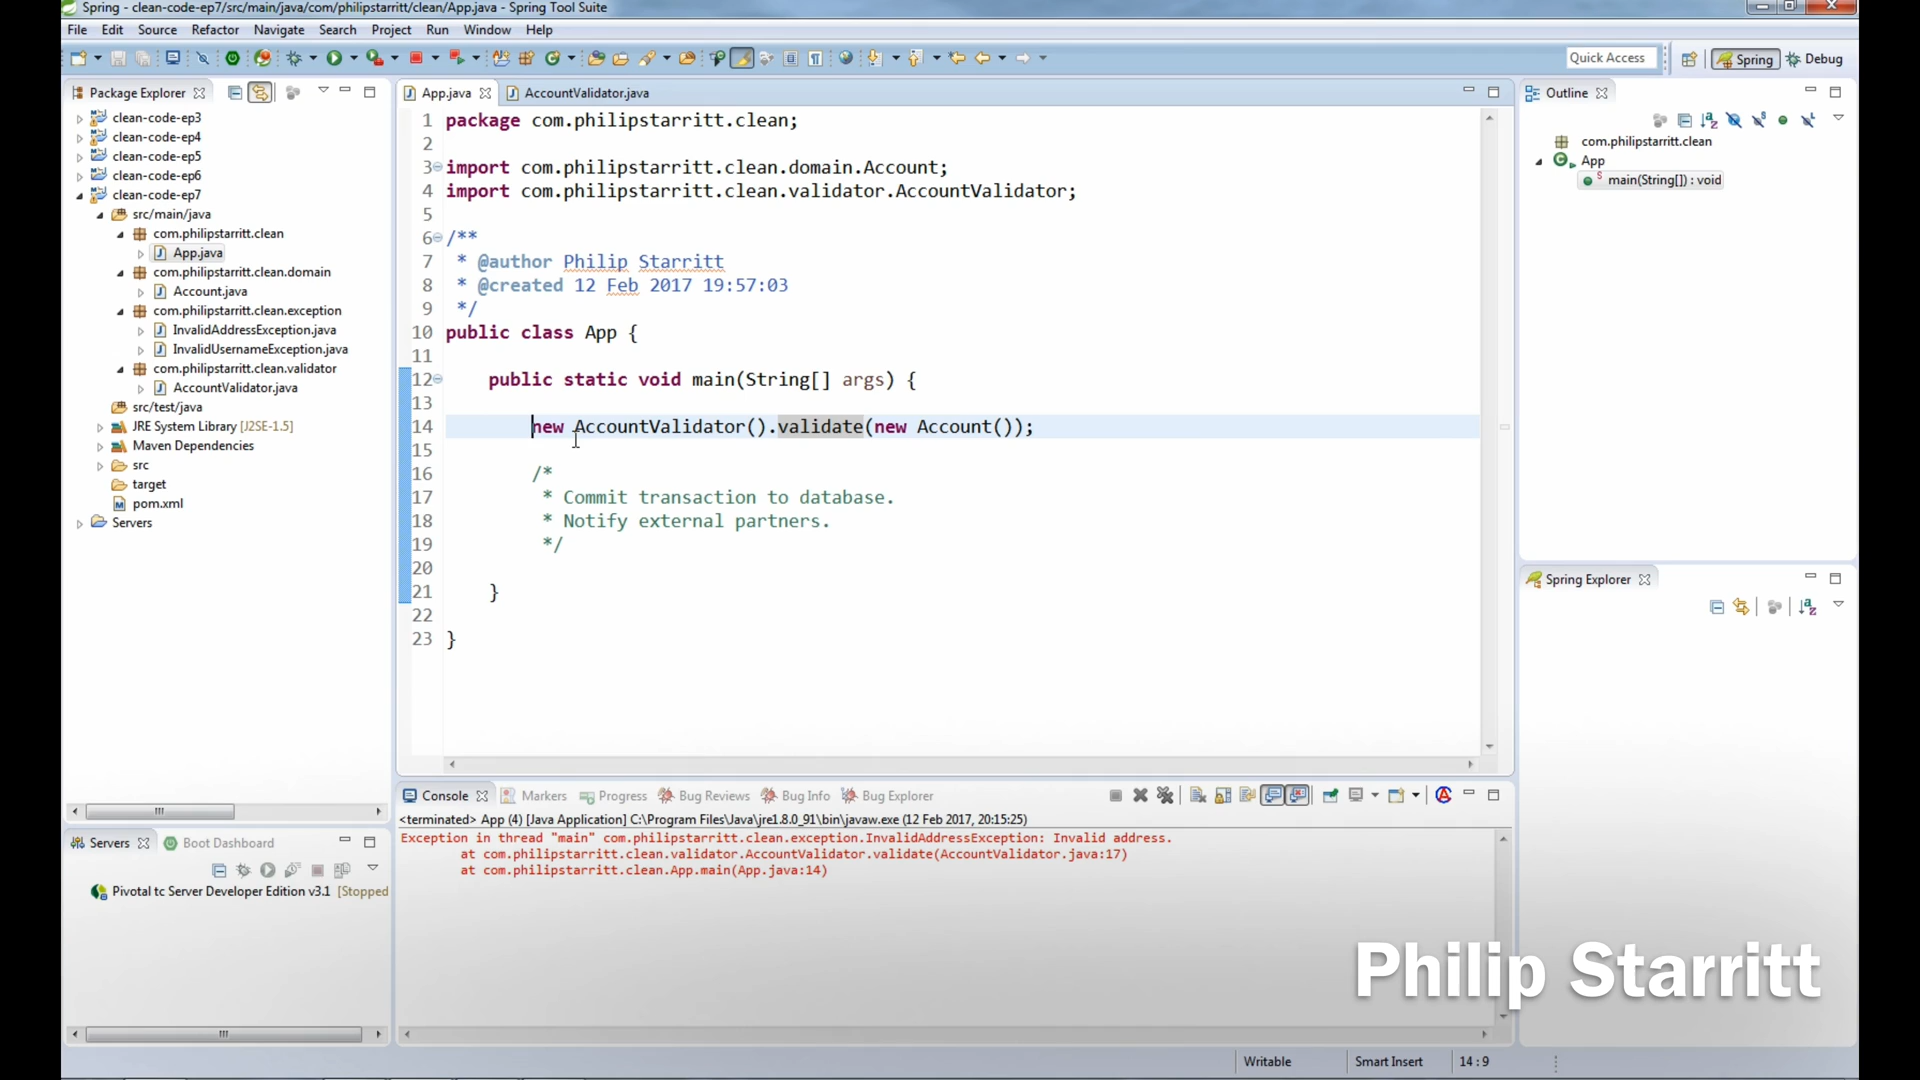 Spring - clean-code-ep7/src/main/java/com/philipstarritt/clean/App.java - Spring Tool Suite
File Edit Source Refactor Navigate Search Project Run Window Help
Quick Access
Spring
Debug
Package Explorer
clean-code-ep3
clean-code-ep4
clean-code-ep5
clean-code-ep6
clean-code-ep7
src/main/java
com.philipstarritt.clean
App.java
com.philipstarritt.clean.domain
Account.java
com.philipstarritt.clean.exception
InvalidAddressException.java
InvalidUsernameException.java
com.philipstarritt.clean.validator
AccountValidator.java
src/test/java
JRE System Library [J2SE-1.5]
Maven Dependencies
src
target
pom.xml
Servers
App.java
AccountValidator.java
1 package com.philipstarritt.clean;
2
3 import com.philipstarritt.clean.domain.Account;
4 import com.philipstarritt.clean.validator.AccountValidator;
5
6 /**
7 * @author Philip Starritt
8 * @created 12 Feb 2017 19:57:03
9 */
10 public class App {
11
12 public static void main(String[] args) {
13
14 new AccountValidator().validate(new Account());
15
16 /*
17 * Commit transaction to database.
18 * Notify external partners.
19 */
20
21 }
22
23 }
Outline
com.philipstarritt.clean
App
main(String[]) : void
Spring Explorer
Servers
Boot Dashboard
Pivotal tc Server Developer Edition v3.1 [Stopped
Console Markers Progress Bug Reviews Bug Info Bug Explorer
<terminated> App (4) [Java Application] C:\Program Files\Java\jre1.8.0_91\bin\javaw.exe (12 Feb 2017, 20:15:25)
Exception in thread "main" com.philipstarritt.clean.exception.InvalidAddressException: Invalid address.
at com.philipstarritt.clean.validator.AccountValidator.validate(AccountValidator.java:17)
at com.philipstarritt.clean.App.main(App.java:14)
Philip Starritt
Writable
Smart Insert
14 : 9